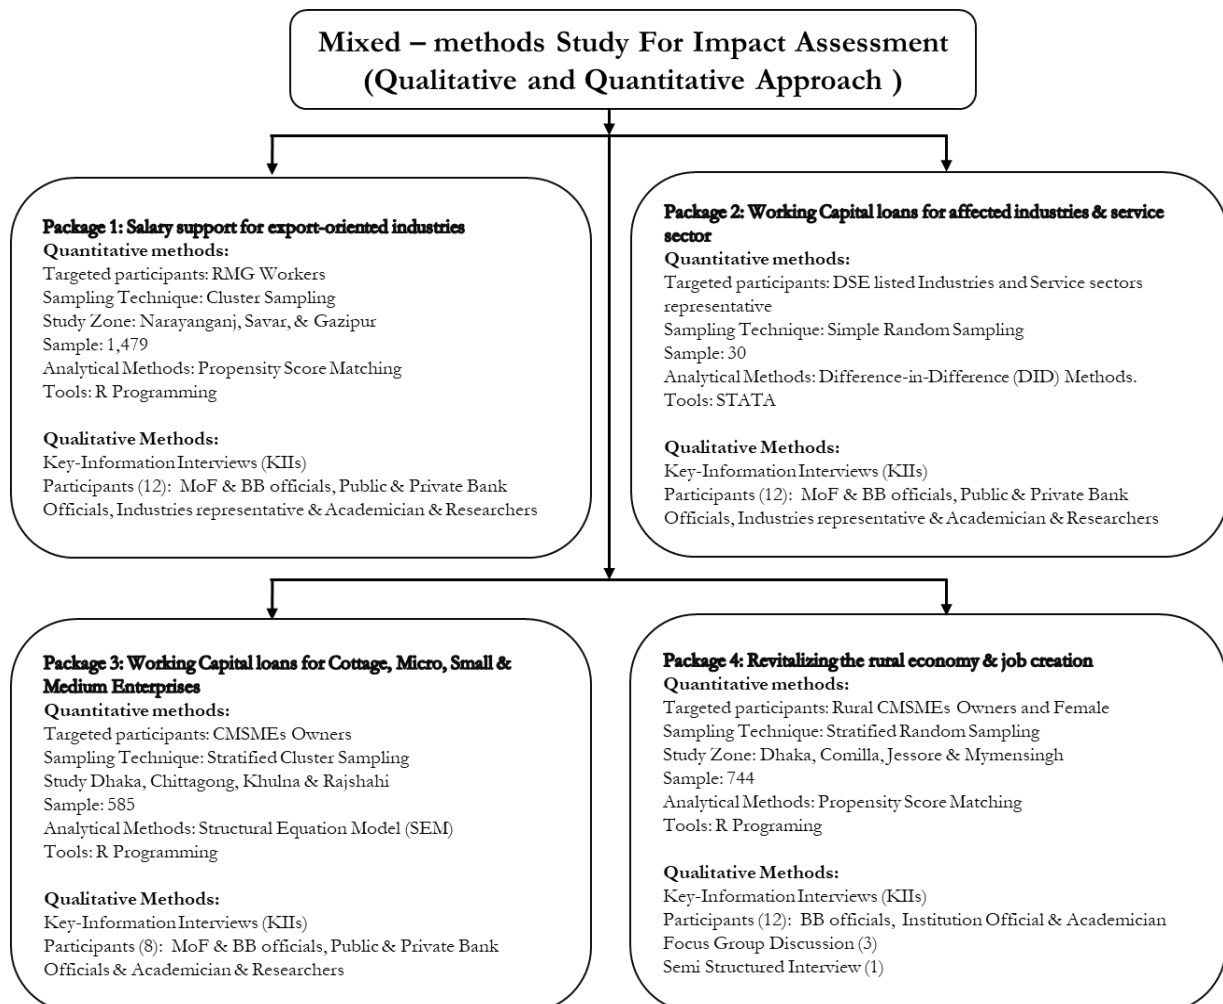 Mixed – methods Study For Impact Assessment
(Qualitative and Quantitative Approach )
Package 1: Salary support for export-oriented industries
Quantitative methods:
Targeted participants: RMG Workers
Sampling Technique: Cluster Sampling
Study Zone: Narayanganj, Savar, & Gazipur
Sample: 1,479
Analytical Methods: Propensity Score Matching
Tools: R Programming
Qualitative Methods:
Key-Information Interviews (KIIs)
Participants (12): MoF & BB officials, Public & Private Bank
Officials, Industries representative & Academician & Researchers
Package 2: Working Capital loans for affected industries & service
sector
Quantitative methods:
Targeted participants: DSE listed Industries and Service sectors
representative
Sampling Technique: Simple Random Sampling
Sample: 30
Analytical Methods: Difference-in-Difference (DID) Methods.
Tools: STATA
Qualitative Methods:
Key-Information Interviews (KIIs)
Participants (12): MoF & BB officials, Public & Private Bank
Officials, Industries representative & Academician & Researchers
Package 3: Working Capital loans for Cottage, Micro, Small &
Medium Enterprises
Quantitative methods:
Targeted participants: CMSMEs Owners
Sampling Technique: Stratified Cluster Sampling
Study Dhaka, Chittagong, Khulna & Rajshahi
Sample: 585
Analytical Methods: Structural Equation Model (SEM)
Tools: R Programming
Qualitative Methods:
Key-Information Interviews (KIIs)
Participants (8): MoF & BB officials, Public & Private Bank
Officials & Academician & Researchers
Package 4: Revitalizing the rural economy & job creation
Quantitative methods:
Targeted participants: Rural CMSMEs Owners and Female
Sampling Technique: Stratified Random Sampling
Study Zone: Dhaka, Comilla, Jessore & Mymensingh
Sample: 744
Analytical Methods: Propensity Score Matching
Tools: R Programing
Qualitative Methods:
Key-Information Interviews (KIIs)
Participants (12): BB officials, Institution Official & Academician
Focus Group Discussion (3)
Semi Structured Interview (1)